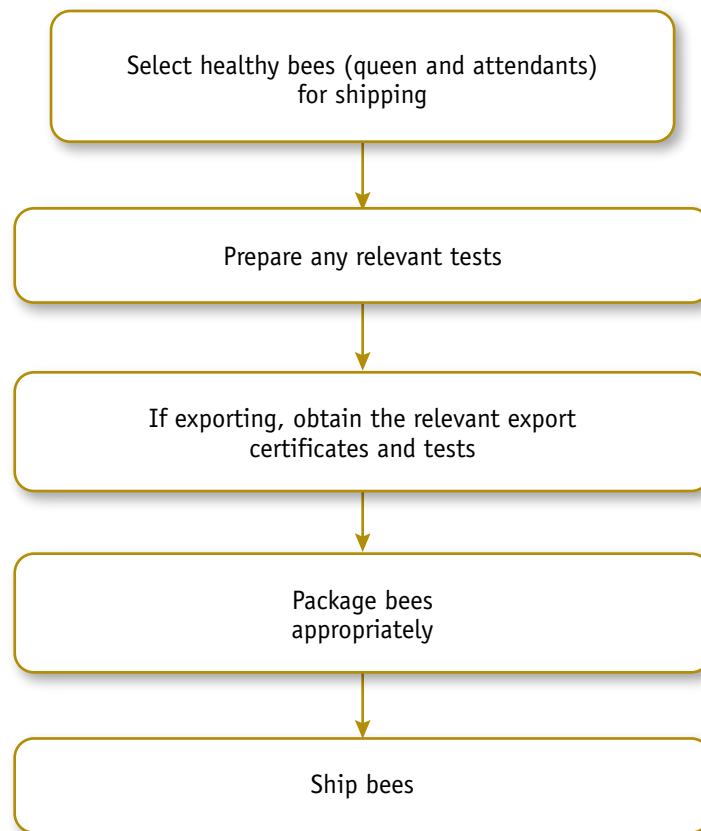 Select healthy bees (queen and attendants)
for shipping
Prepare any relevant tests
If exporting, obtain the relevant export
certificates and tests
Package bees
appropriately
Ship bees